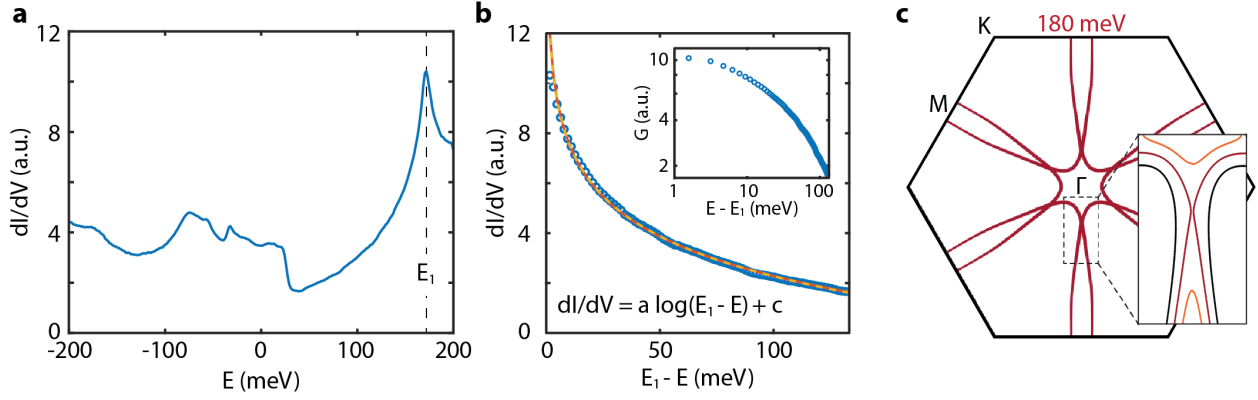 a
12
8
4
0
dI/dV (a.u.)
-200
-100
0
100
200
E (meV)
E₁
b
12
8
4
0
dI/dV (a.u.)
0
50
100
E₁ - E (meV)
dI/dV = a log(E₁ - E) + c
10
4
2
G (a.u.)
1
10
100
E - E₁ (meV)
c
K
180 meV
M
Γ